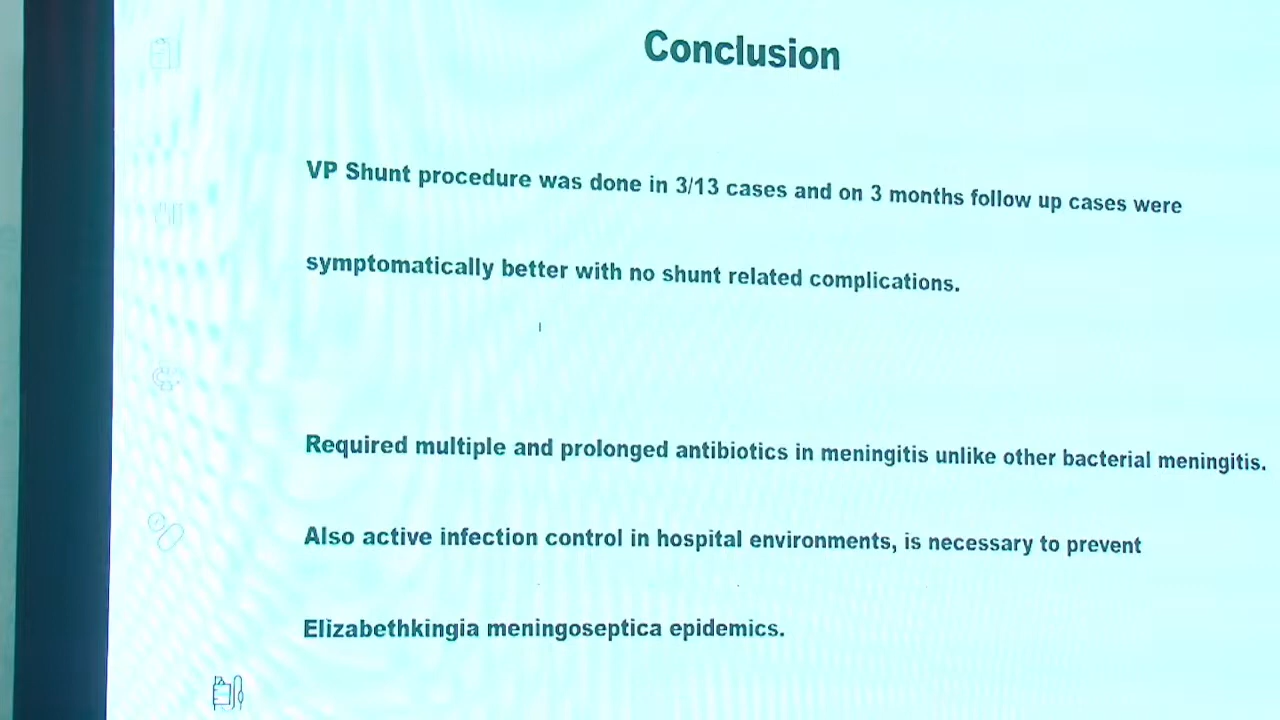 Conclusion
VP Shunt procedure was done in 3/13 cases and on 3 months follow up cases were
symptomatically better with no shunt related complications.
Required multiple and prolonged antibiotics in meningitis unlike other bacterial meningitis.
Also active infection control in hospital environments, is necessary to prevent
Elizabethkingia meningoseptica epidemics.